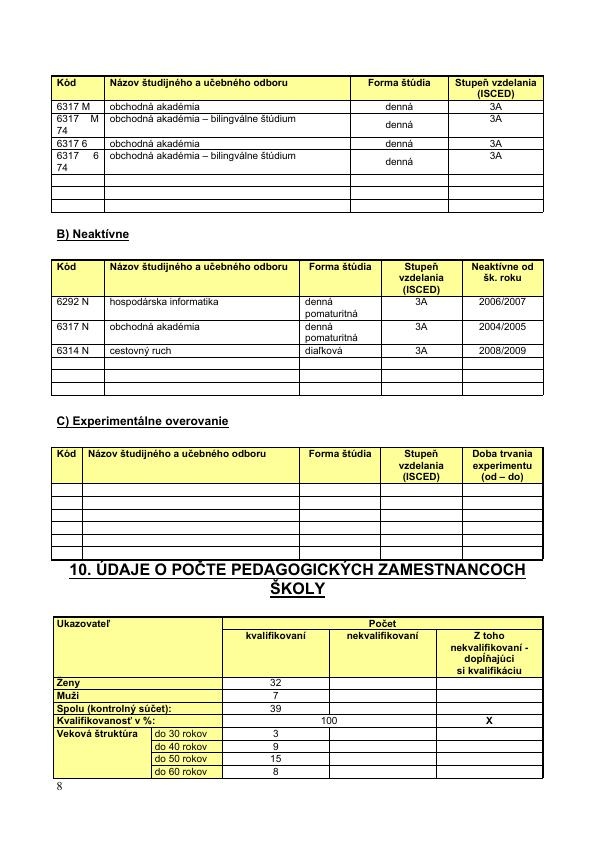 Kód Názov študijného a učebného odboru Forma štúdia Stupeň vzdelania
(ISCED)
6317 M obchodná akadémia denná 3A
6317 M obchodná akadémia – bilingválne štúdium denná 3A
74
6317 6 obchodná akadémia denná 3A
6317 6 obchodná akadémia – bilingválne štúdium denná 3A
74
B) Neaktívne
Kód Názov študijného a učebného odboru Forma štúdia Stupeň Neaktívne od
vzdelania šk. roku
(ISCED)
6292 N hospodárska informatika denná 3A 2006/2007
pomaturitná
6317 N obchodná akadémia denná 3A 2004/2005
pomaturitná
6314 N cestovný ruch diaľková 3A 2008/2009
C) Experimentálne overovanie
Kód Názov študijného a učebného odboru Forma štúdia Stupeň Doba trvania
vzdelania experimentu
(ISCED) (od – do)
10. ÚDAJE O POČTE PEDAGOGICKÝCH ZAMESTNANCOCH
ŠKOLY
Ukazovateľ Počet
kvalifikovaní nekvalifikovaní Z toho
nekvalifikovaní -
dopĺňajúci
si kvalifikáciu
Ženy 32
Muži 7
Spolu (kontrolný súčet): 39
Kvalifikovanosť v %: 100 X
Veková štruktúra do 30 rokov 3
do 40 rokov 9
do 50 rokov 15
do 60 rokov 8
8